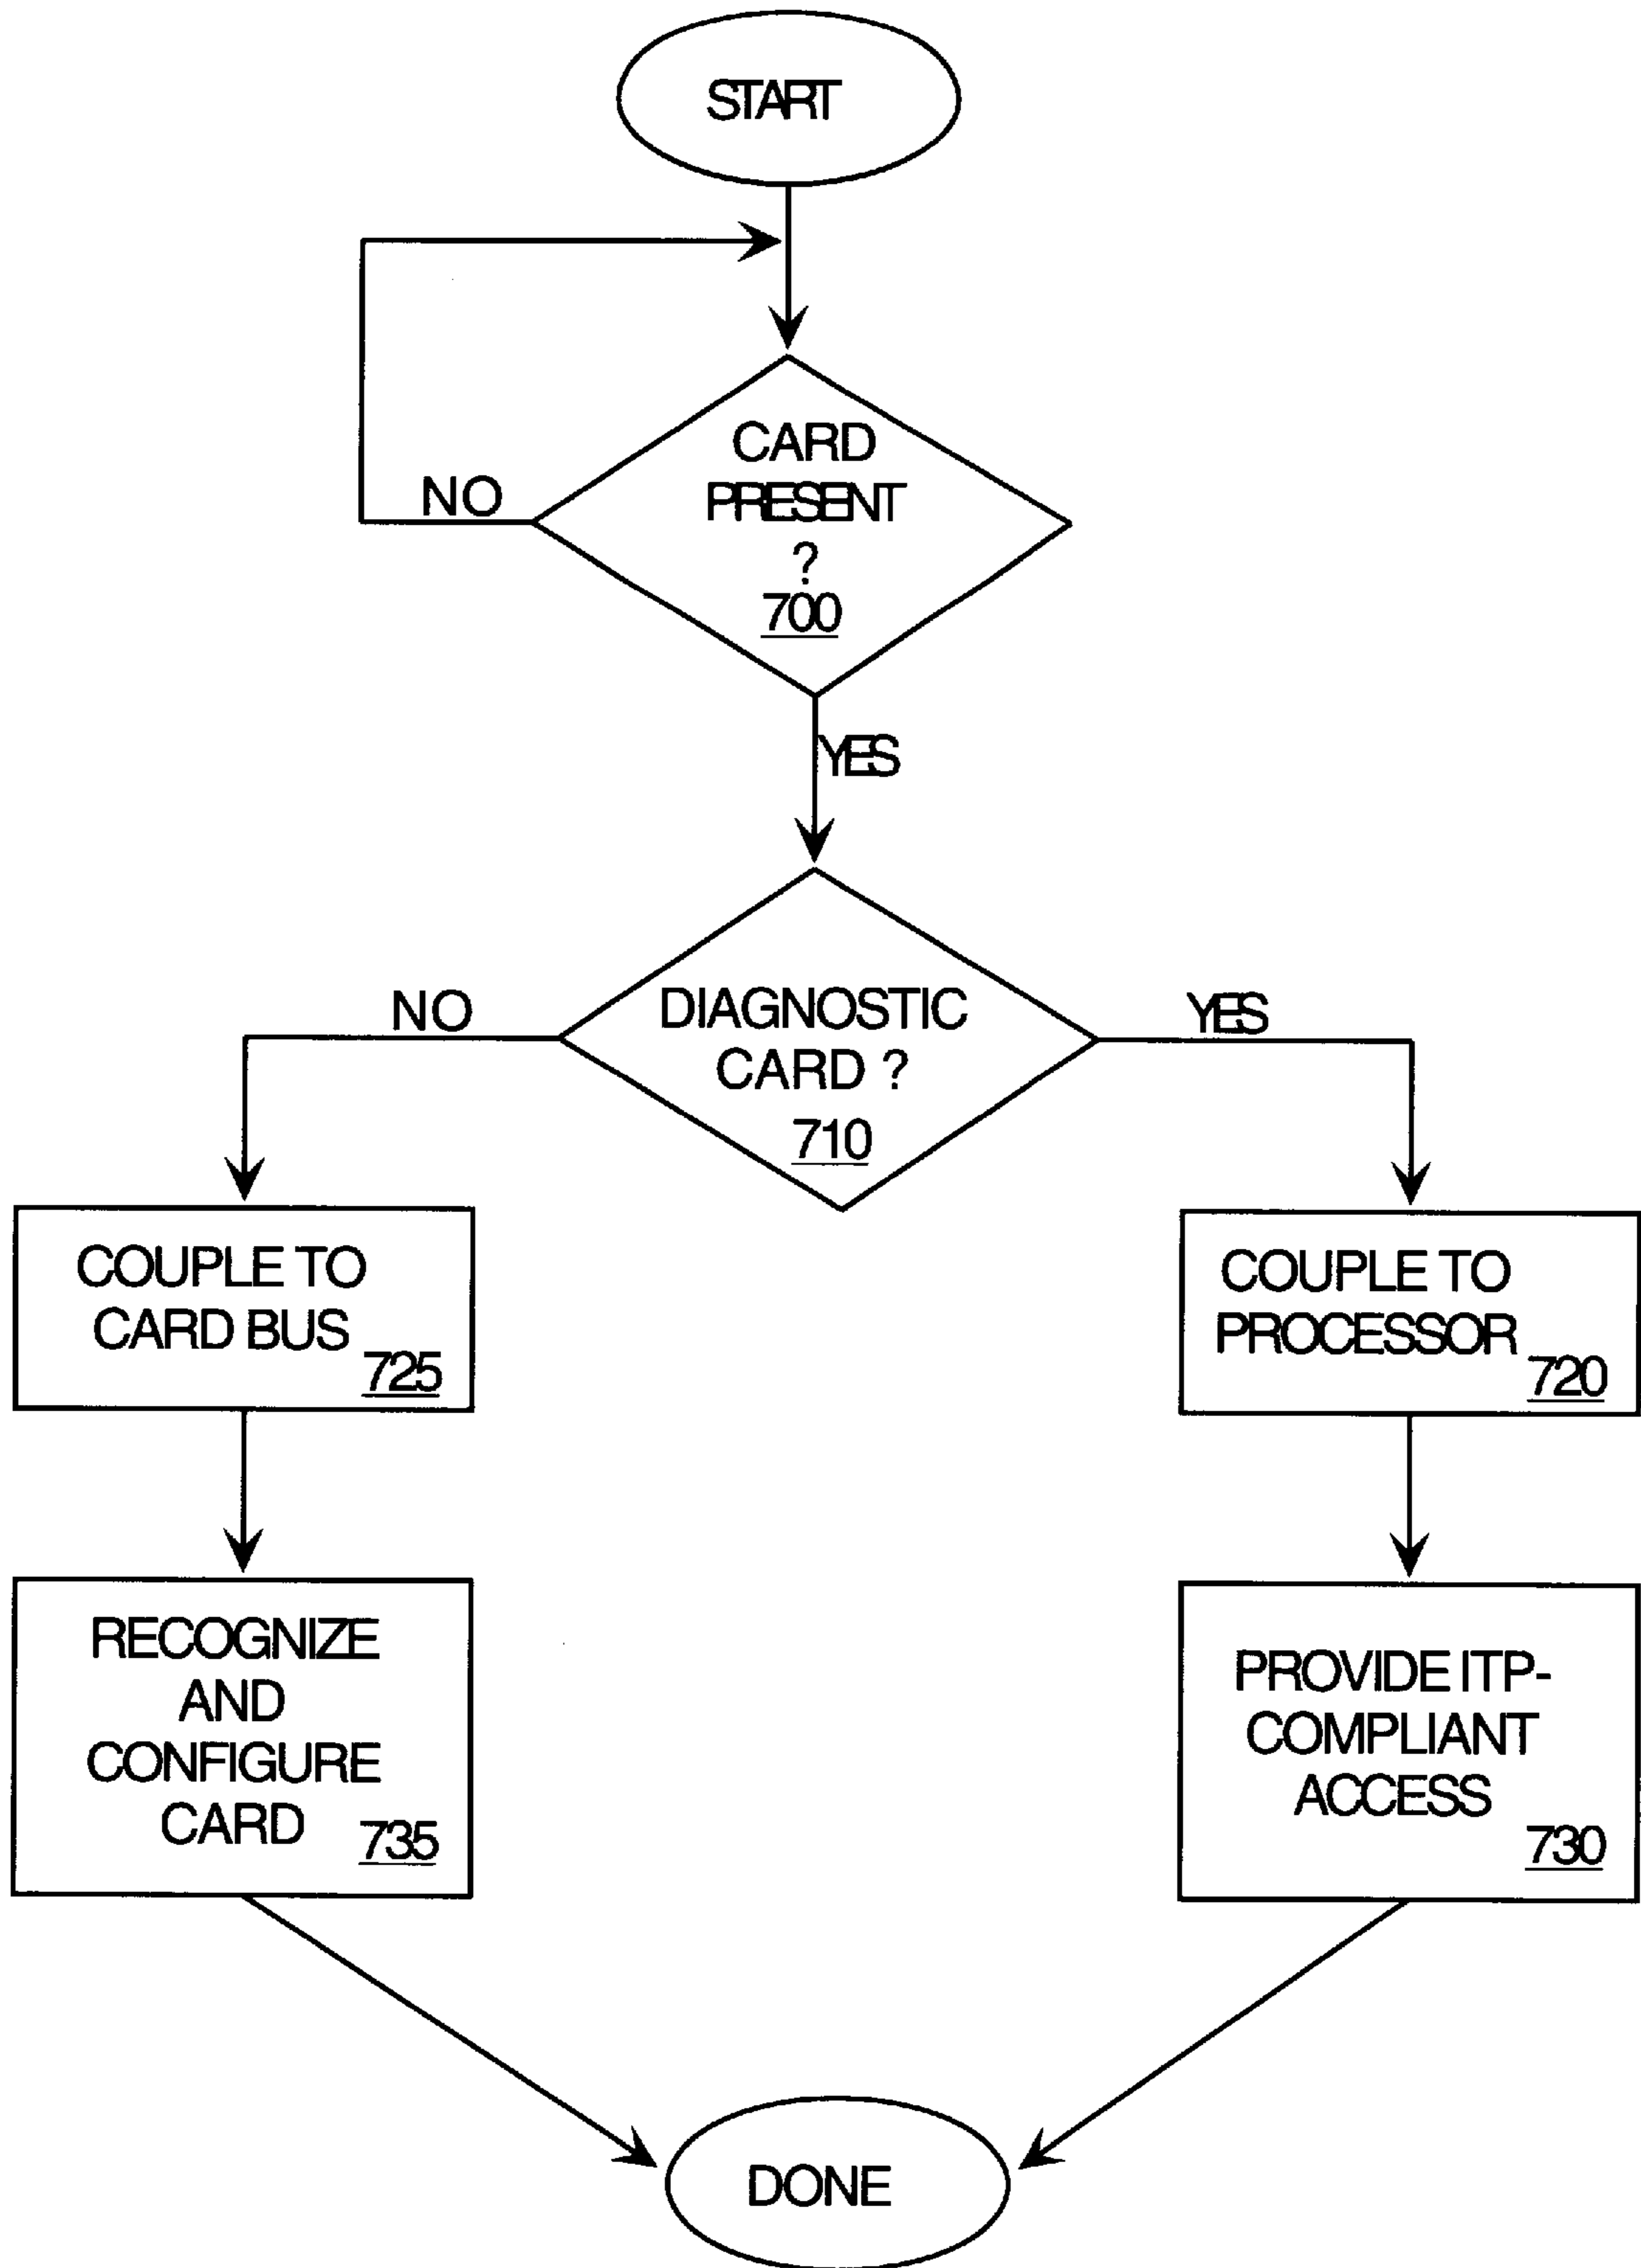 START
CARD
PRESENT
?
700
NO
YES
DIAGNOSTIC
CARD ?
710
NO
YES
COUPLE TO
CARD BUS
725
COUPLE TO
PROCESSOR
720
RECOGNIZE
AND
CONFIGURE
CARD
735
PROVIDE ITP-
COMPLIANT
ACCESS
730
DONE